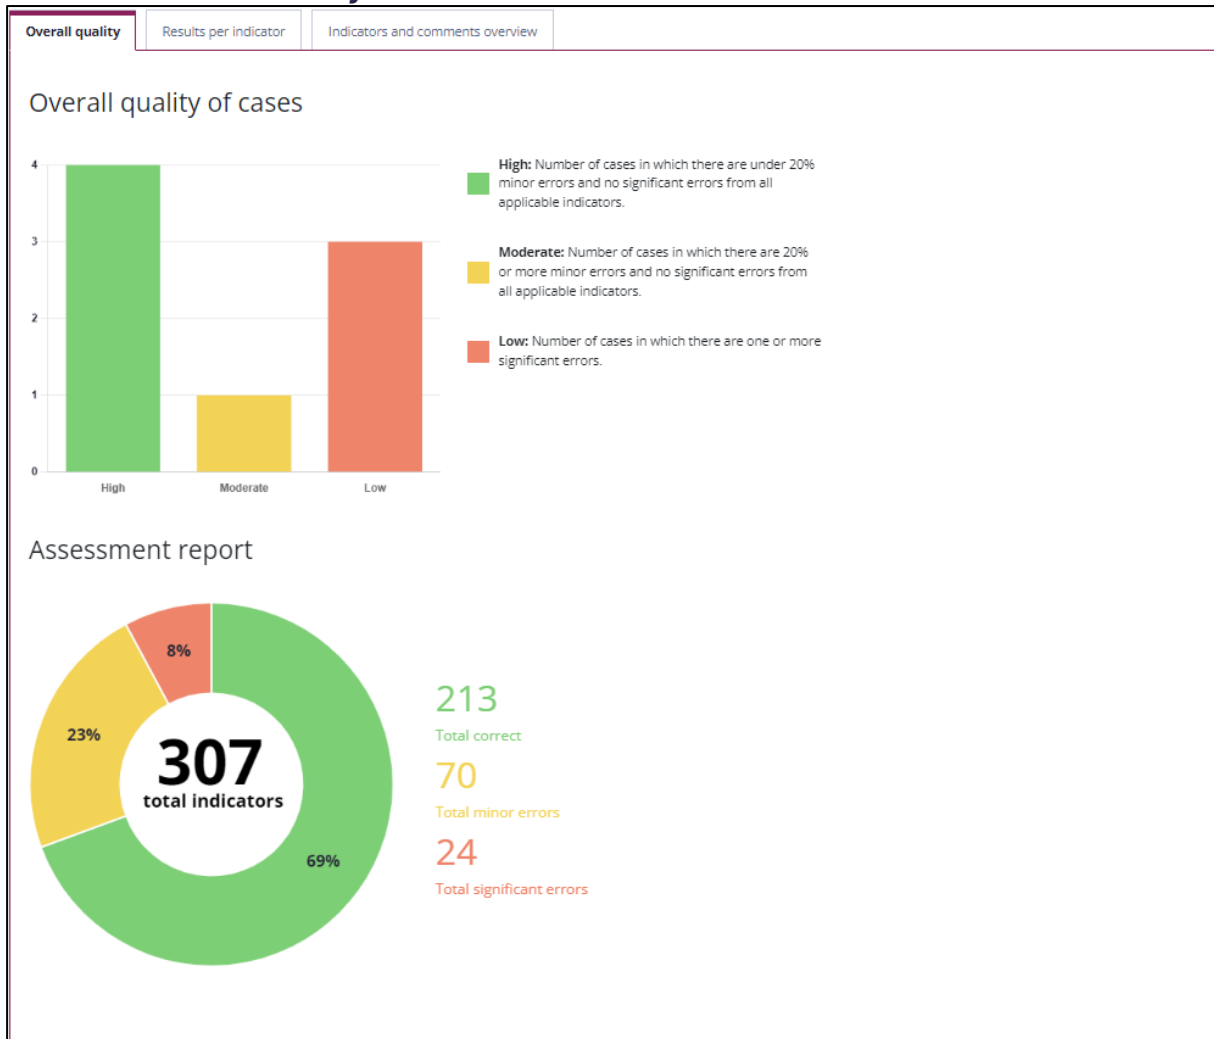 Overall quality
Results per indicator
Indicators and comments overview
Overall quality of cases
4
3
2
1
0
High
Moderate
Low
High: Number of cases in which there are under 20%
minor errors and no significant errors from all
applicable indicators.
Moderate: Number of cases in which there are 20%
or more minor errors and no significant errors from
all applicable indicators.
Low: Number of cases in which there are one or more
significant errors.
Assessment report
8%
23%
69%
307
total indicators
213
Total correct
70
Total minor errors
24
Total significant errors